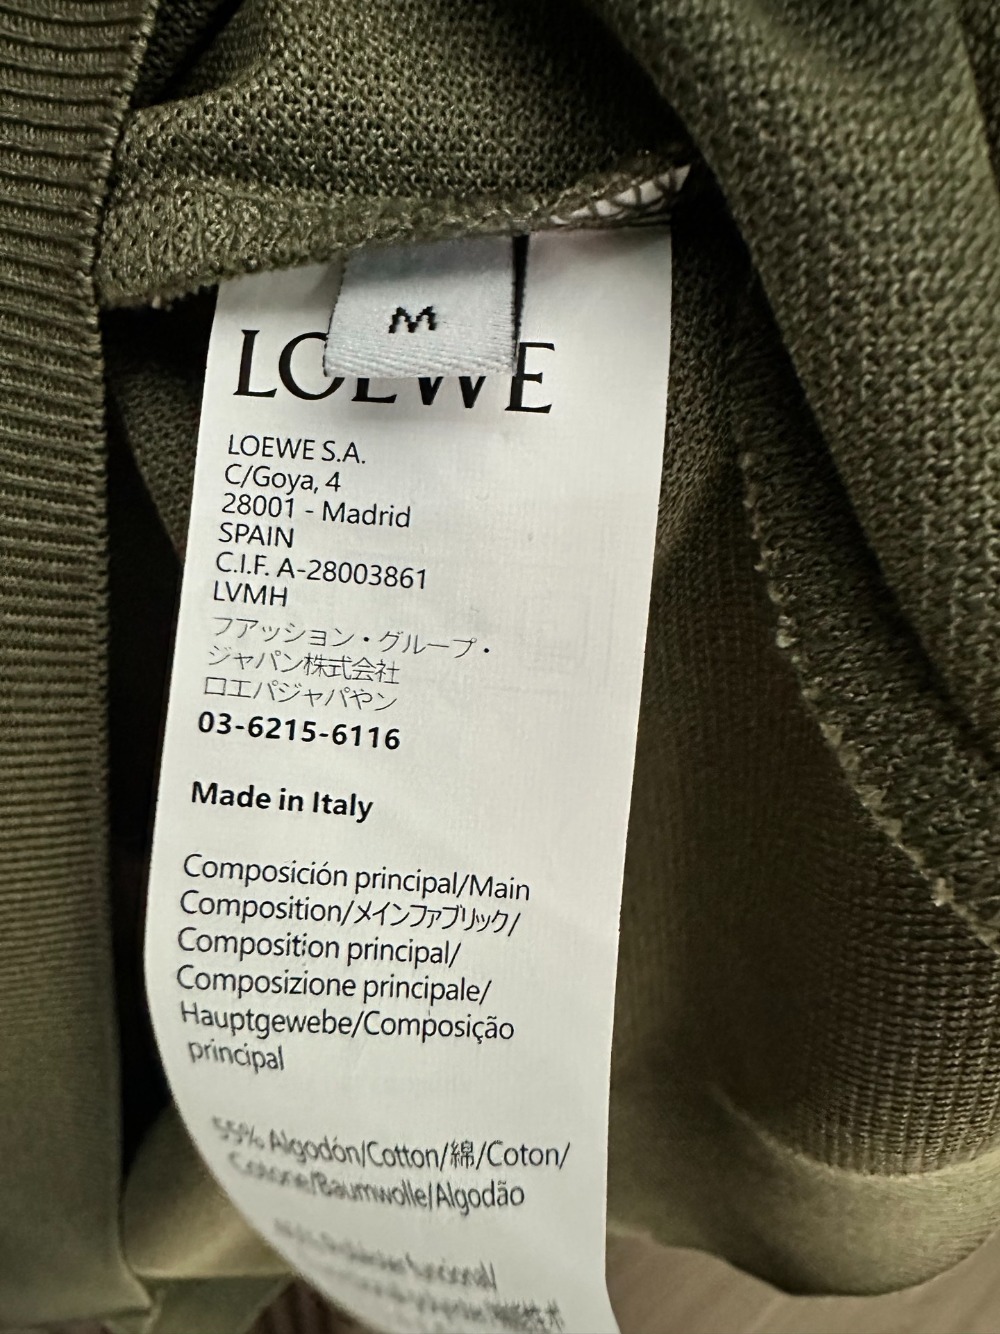 M
LOEWE
LOEWE S.A.
C/Goya, 4
28001 - Madrid
SPAIN
C.I.F. A-28003861
LVMH
フアッション・グループ・
ジャパン株式会社
ロエパジャパやン
03-6215-6116
Made in Italy
Composición principal/Main
Composition/メインファブリック/
Composition principal/
Composizione principale/
Hauptgewebe/Composição
principal
55% Algodón/Cotton/綿/Coton/
Cotone/Baumwolle/Algodão